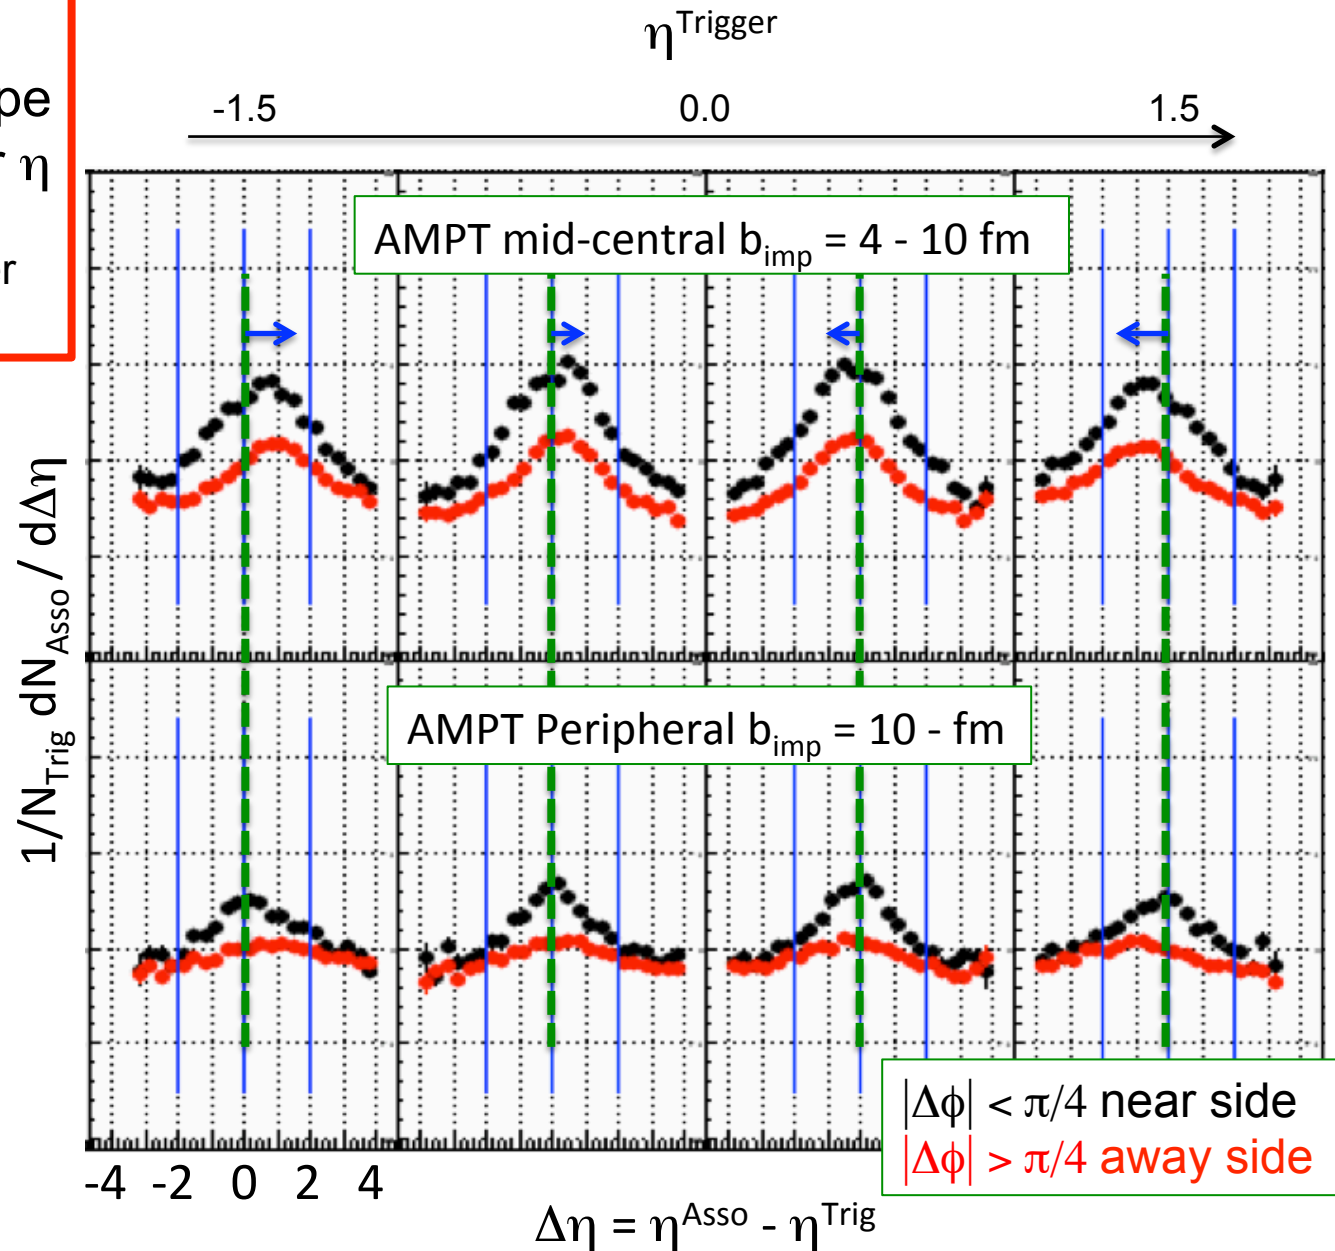 η^Trigger
-1.5 0.0 1.5
η
AMPT mid-central b_imp = 4 - 10 fm
AMPT Peripheral b_imp = 10 - fm
1/N_Trig dN_Asso / dΔη
|Δϕ| < π/4 near side
|Δϕ| > π/4 away side
-4 -2 0 2 4
Δη = η^Asso - η^Trig